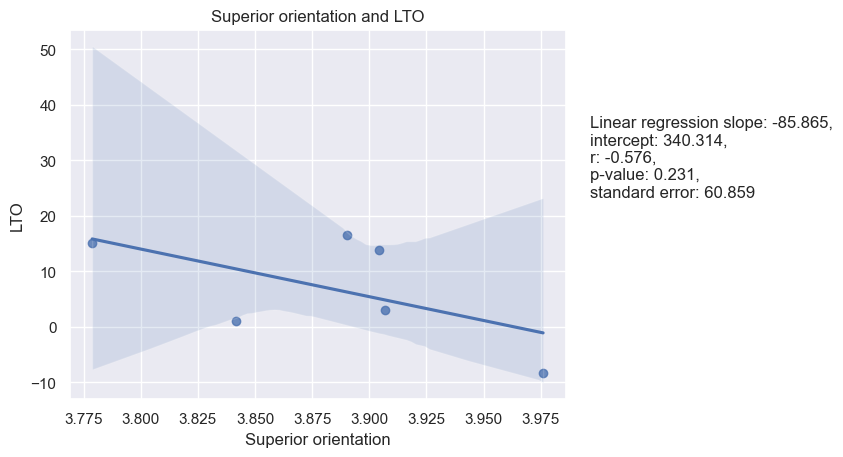 Superior orientation and LTO
50
40
30
20
10
0
−10
LTO
3.775 3.800 3.825 3.850 3.875 3.900 3.925 3.950 3.975
Superior orientation
Linear regression slope: -85.865,
intercept: 340.314,
r: -0.576,
p-value: 0.231,
standard error: 60.859